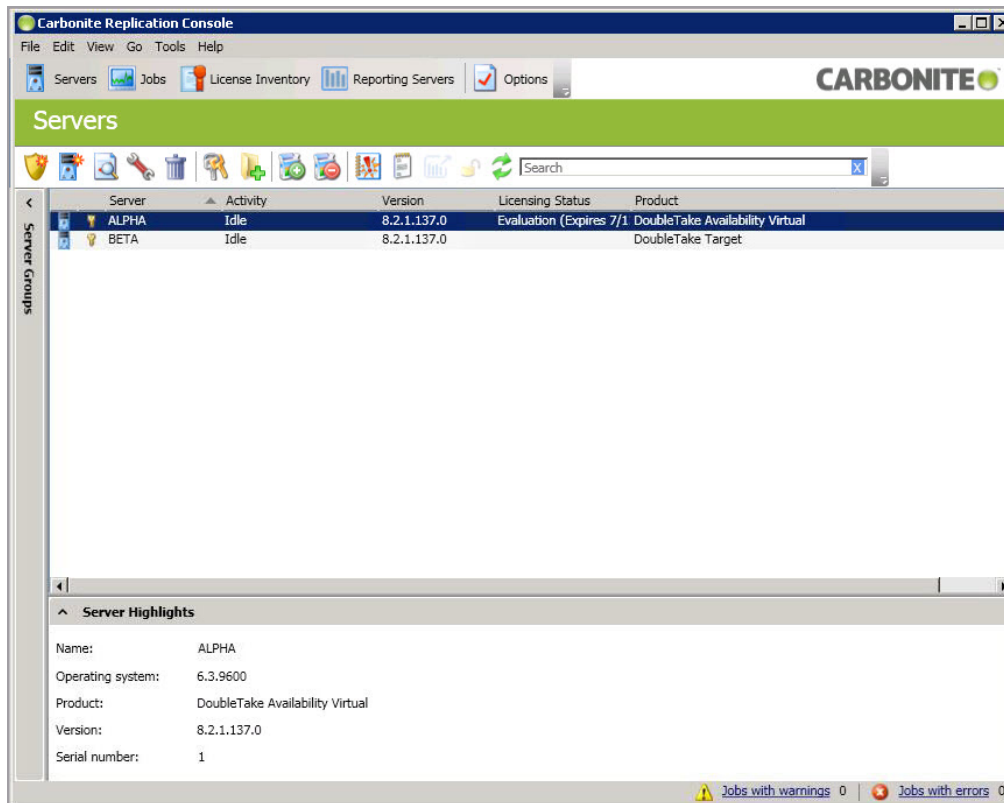 Carbonite Replication Console
File Edit View Go Tools Help
Servers Jobs License Inventory Reporting Servers Options CARBONITE
Servers
Search
Server Groups
Server Activity Version Licensing Status Product
ALPHA Idle 8.2.1.137.0 Evaluation (Expires 7/1 DoubleTake Availability Virtual
BETA Idle 8.2.1.137.0 DoubleTake Target
Server Highlights
Name: ALPHA
Operating system: 6.3.9600
Product: DoubleTake Availability Virtual
Version: 8.2.1.137.0
Serial number: 1
Jobs with warnings 0 Jobs with errors 0